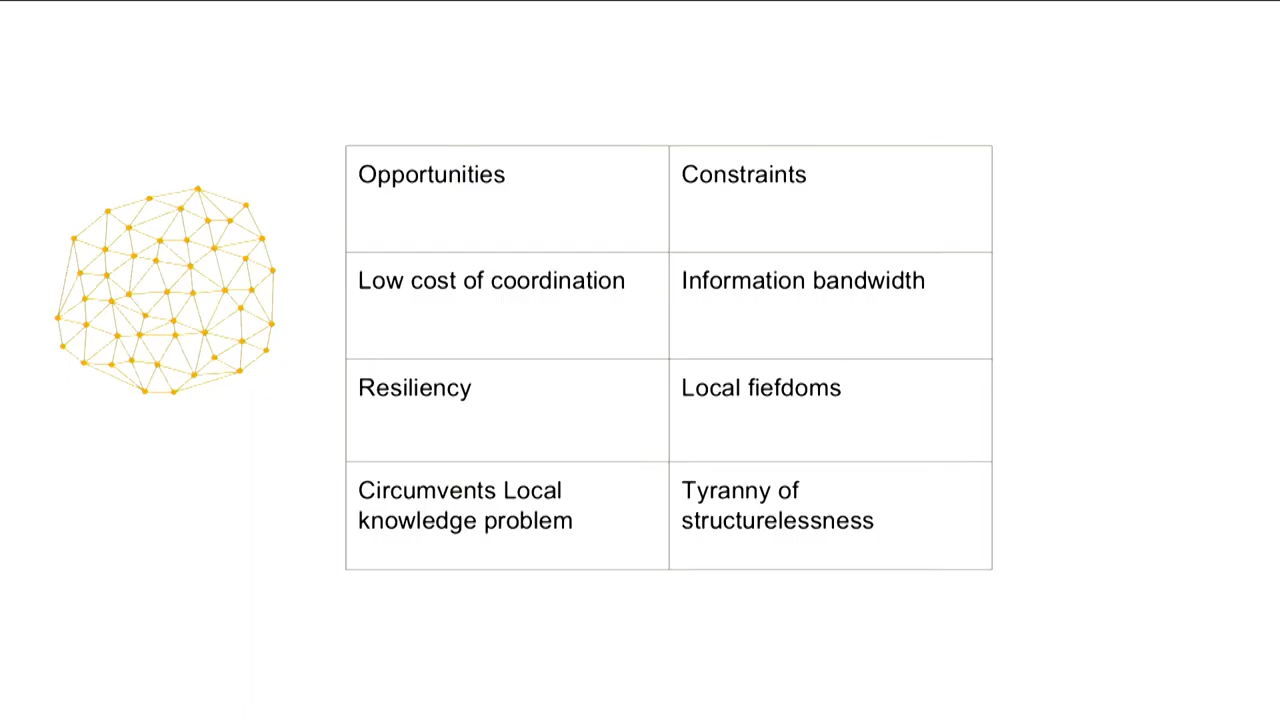 Opportunities
Constraints
Low cost of coordination
Information bandwidth
Resiliency
Local fiefdoms
Circumvents Local
knowledge problem
Tyranny of
structurelessness